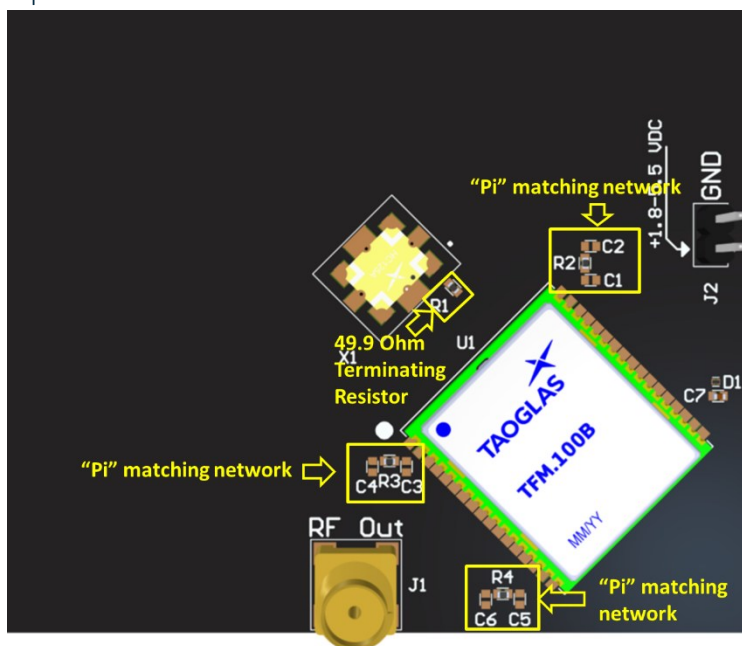 +1.8-5.5 VDC
GND
"Pi" matching network
C2
R2
C1
J2
R1
49.9 Ohm
Terminating
Resistor
X1
U1
TAOGLAS
TFM.100B
MM/YY
D1
C7
"Pi" matching network
C4 R3 C3
RF Out
J1
R4
C6 C5
"Pi" matching
network